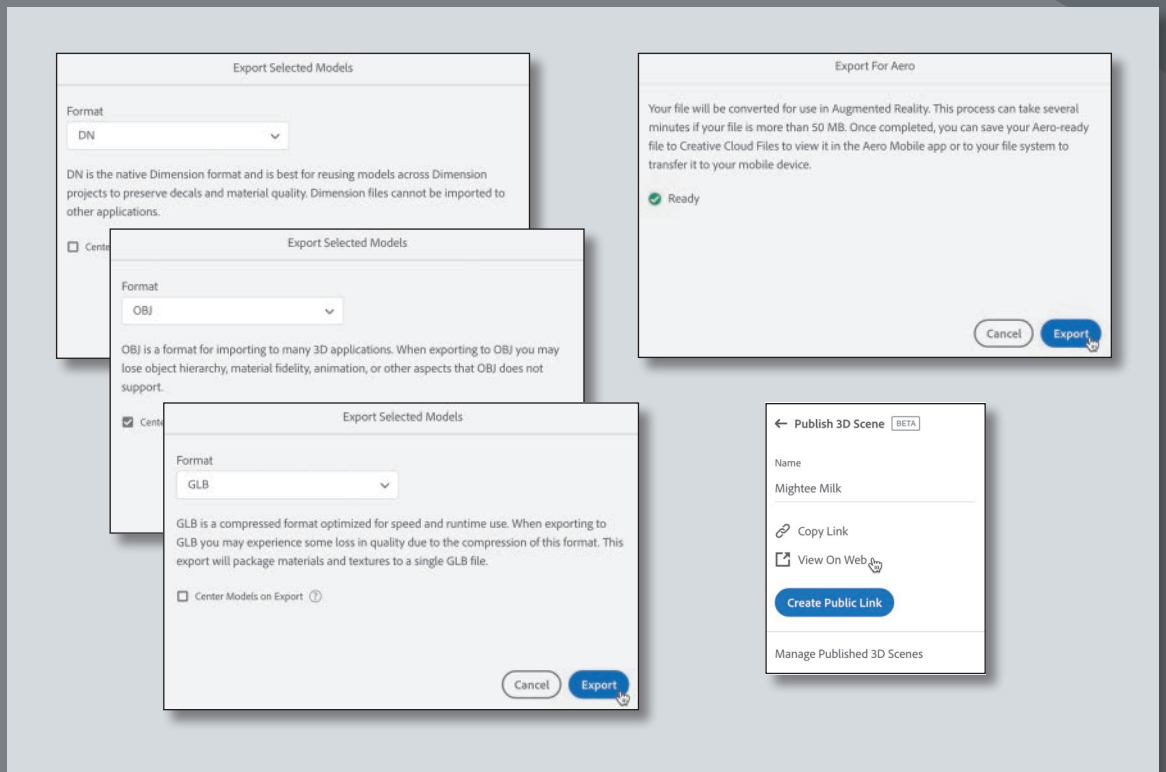 Export Selected Models
Format
DN
DN is the native Dimension format and is best for reusing models across Dimension
projects to preserve decals and material quality. Dimension files cannot be imported to
other applications.
Cente
Export Selected Models
Format
OBJ
OBJ is a format for importing to many 3D applications. When exporting to OBJ you may
lose object hierarchy, material fidelity, animation, or other aspects that OBJ does not
support.
Cente
Export Selected Models
Format
GLB
GLB is a compressed format optimized for speed and runtime use. When exporting to
GLB you may experience some loss in quality due to the compression of this format. This
export will package materials and textures to a single GLB file.
Center Models on Export ?
Cancel Export
Export For Aero
Your file will be converted for use in Augmented Reality. This process can take several
minutes if your file is more than 50 MB. Once completed, you can save your Aero-ready
file to Creative Cloud Files to view it in the Aero Mobile app or to your file system to
transfer it to your mobile device.
Ready
Cancel Export
Publish 3D Scene BETA
Name
Mightee Milk
Copy Link
View On Web
Create Public Link
Manage Published 3D Scenes